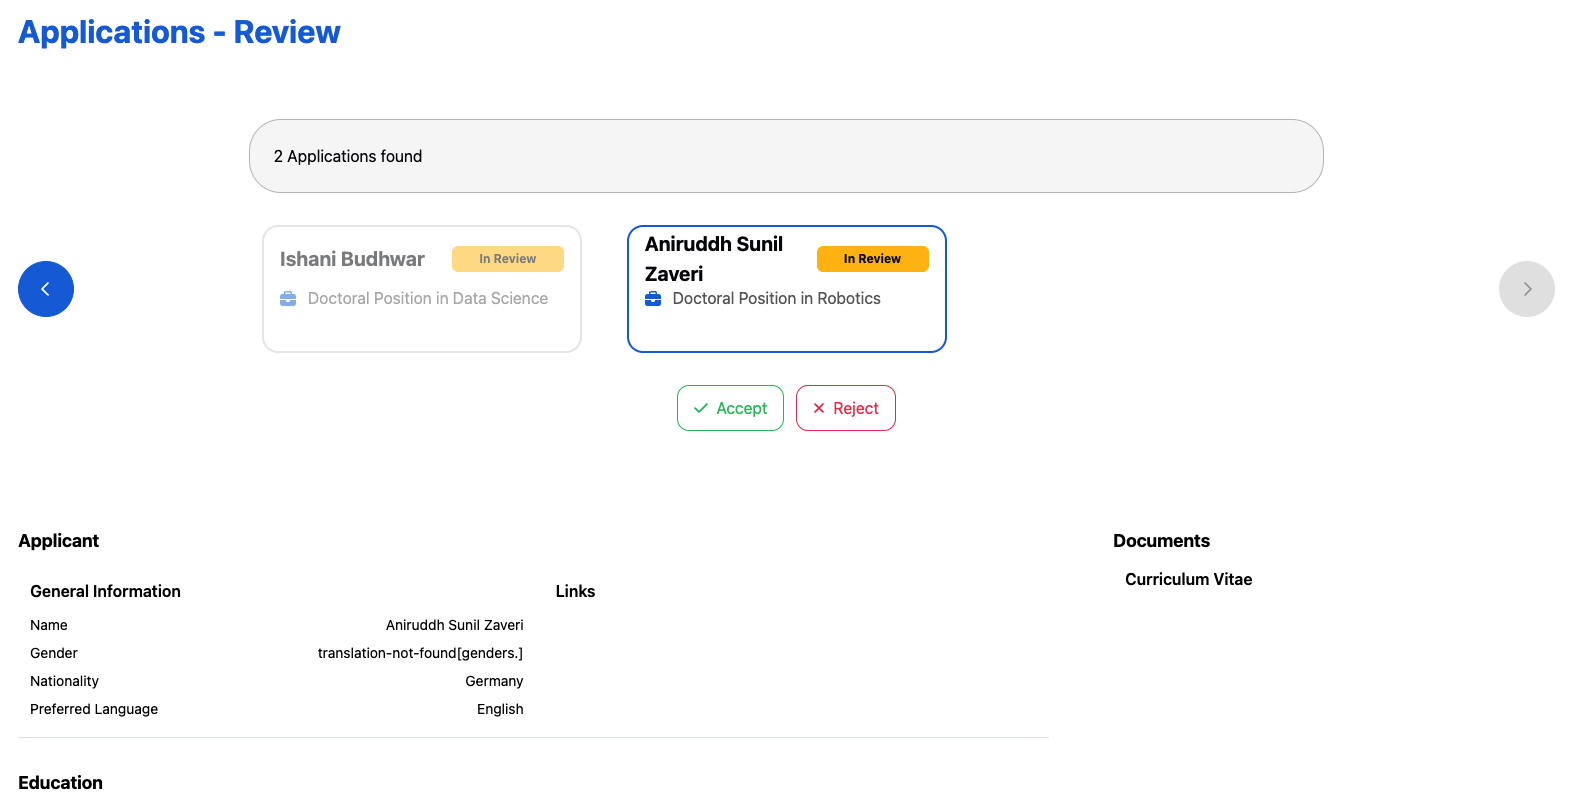 Applications - Review
2 Applications found
Ishani Budhwar
In Review
Doctoral Position in Data Science
Aniruddh Sunil
Zaveri
In Review
Doctoral Position in Robotics
Accept
Reject
Applicant
General Information
Links
Name
Aniruddh Sunil Zaveri
Gender
translation-not-found[genders.]
Nationality
Germany
Preferred Language
English
Documents
Curriculum Vitae
Education